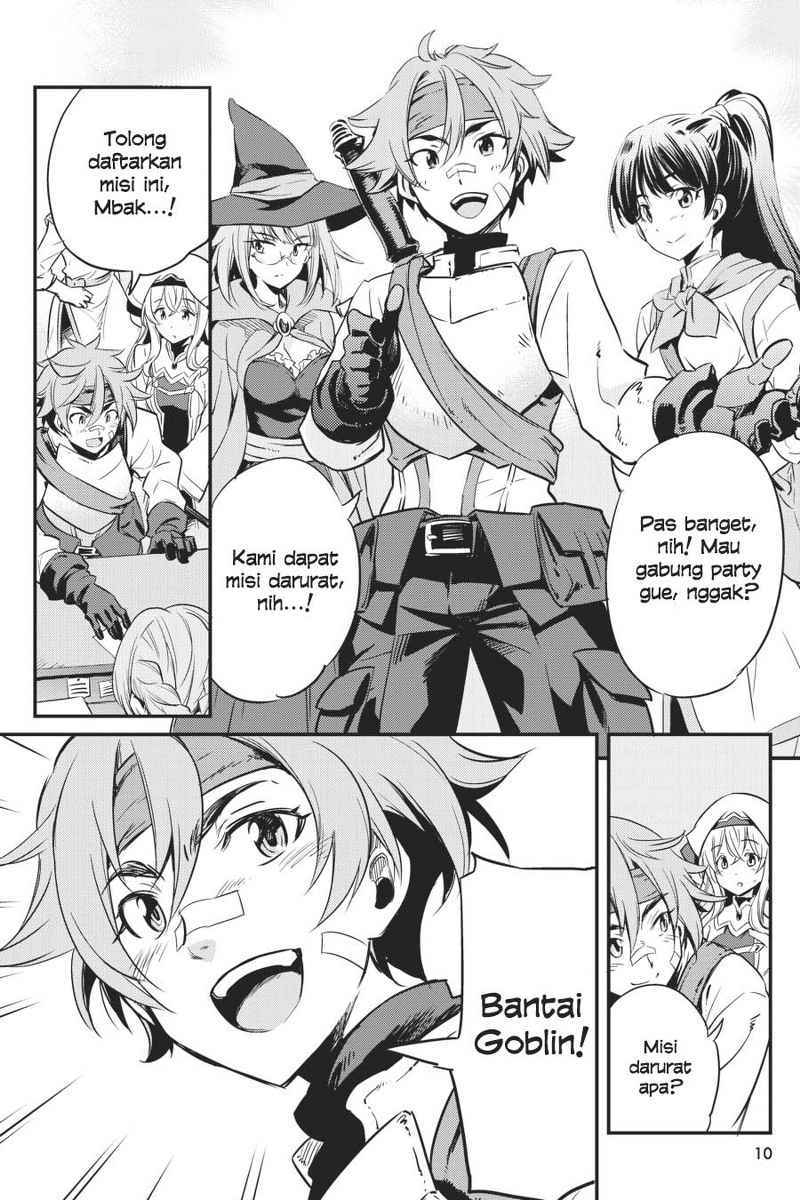 Pas banget,
nih! Mau
gabung party
gue, nggak?
Kami dapat
misi darurat,
nih...!
Tolong
daftarkan
misi ini,
Mbak...!
Misi
darurat
apa?
Bantai
Goblin!
10